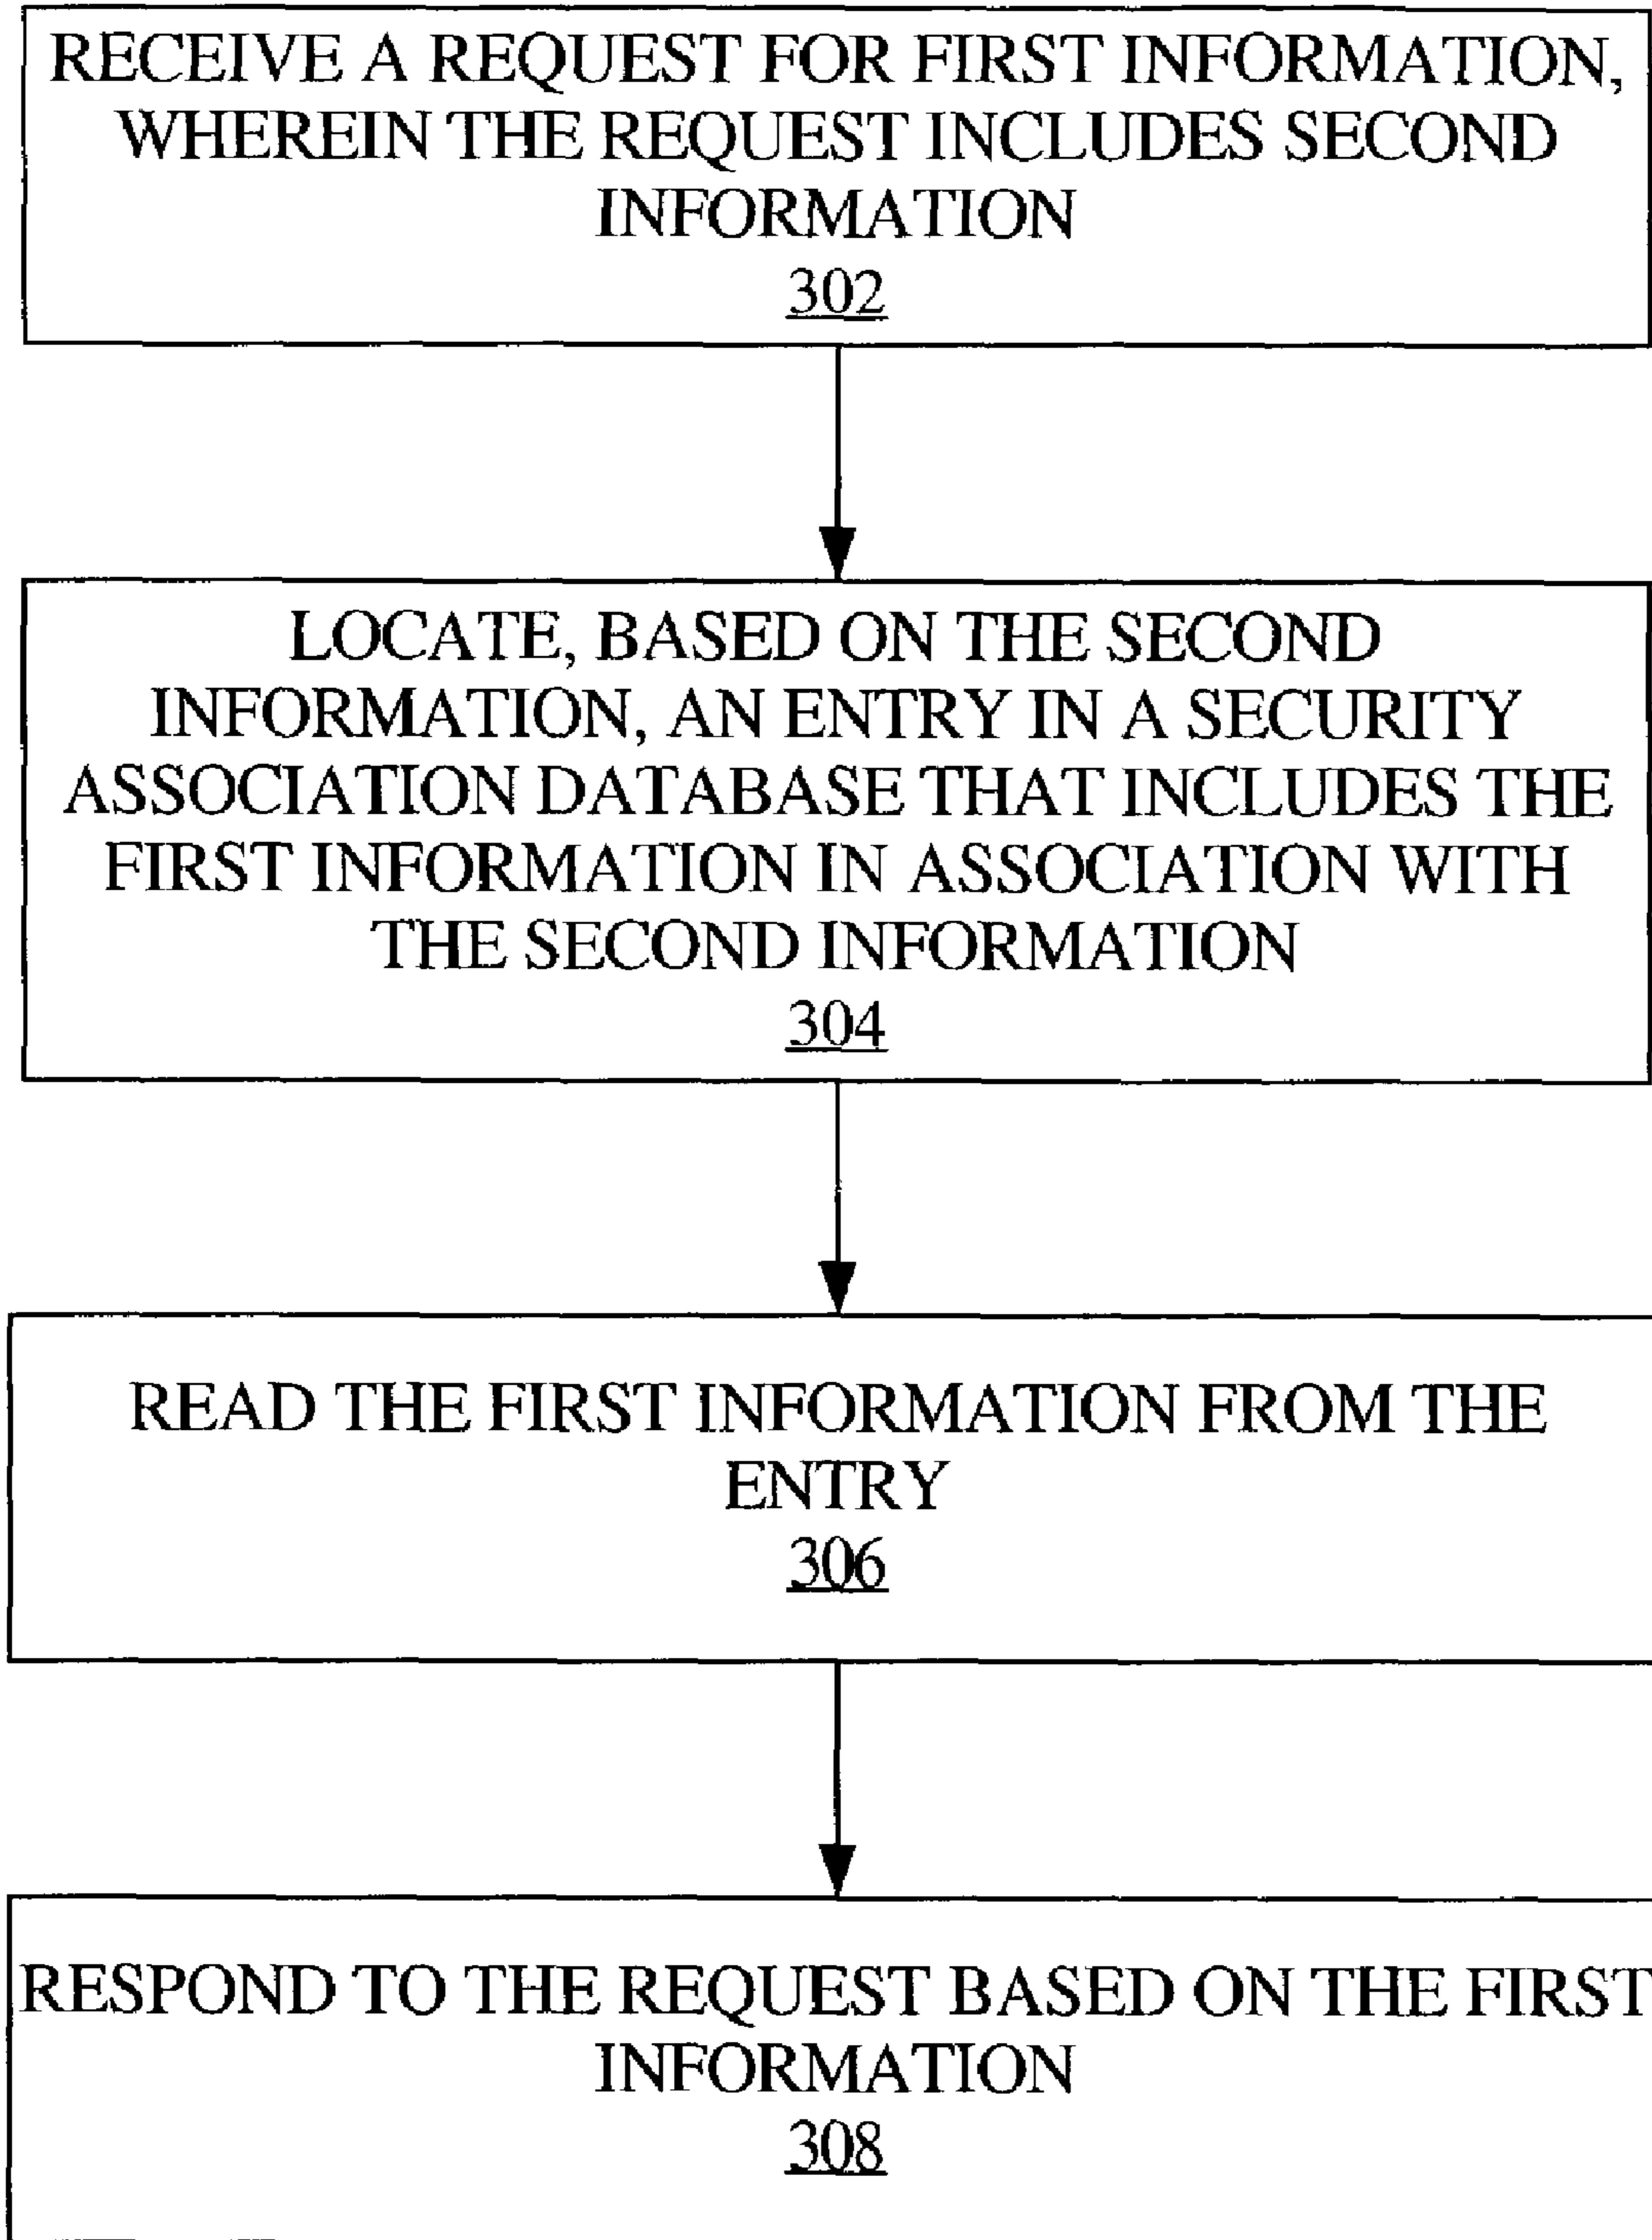 RECEIVE A REQUEST FOR FIRST INFORMATION,
WHEREIN THE REQUEST INCLUDES SECOND
INFORMATION
302
LOCATE, BASED ON THE SECOND
INFORMATION, AN ENTRY IN A SECURITY
ASSOCIATION DATABASE THAT INCLUDES THE
FIRST INFORMATION IN ASSOCIATION WITH
THE SECOND INFORMATION
304
READ THE FIRST INFORMATION FROM THE
ENTRY
306
RESPOND TO THE REQUEST BASED ON THE FIRST
INFORMATION
308